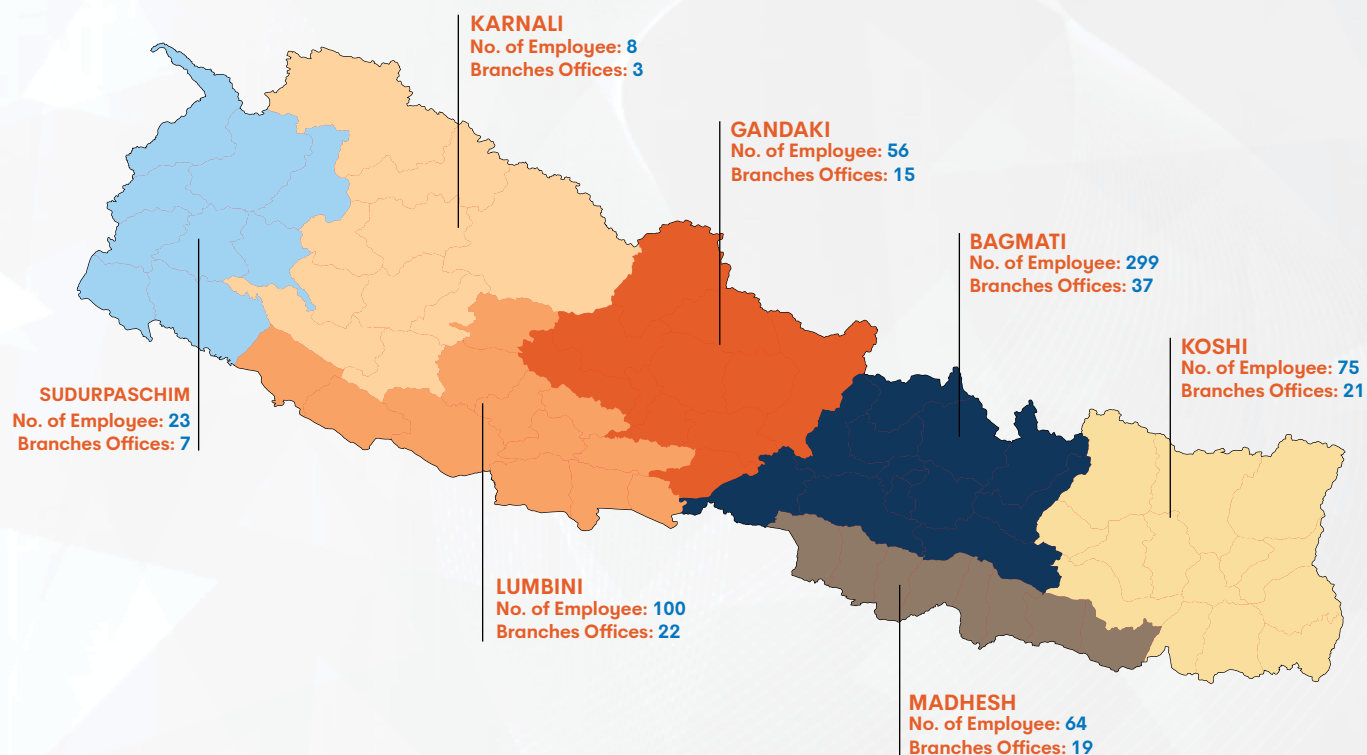 KARNALI
No. of Employee: 8
Branches Offices: 3
GANDAKI
No. of Employee: 56
Branches Offices: 15
BAGMATI
No. of Employee: 299
Branches Offices: 37
KOSHI
No. of Employee: 75
Branches Offices: 21
SUDURPASCHIM
No. of Employee: 23
Branches Offices: 7
LUMBINI
No. of Employee: 100
Branches Offices: 22
MADHESH
No. of Employee: 64
Branches Offices: 19